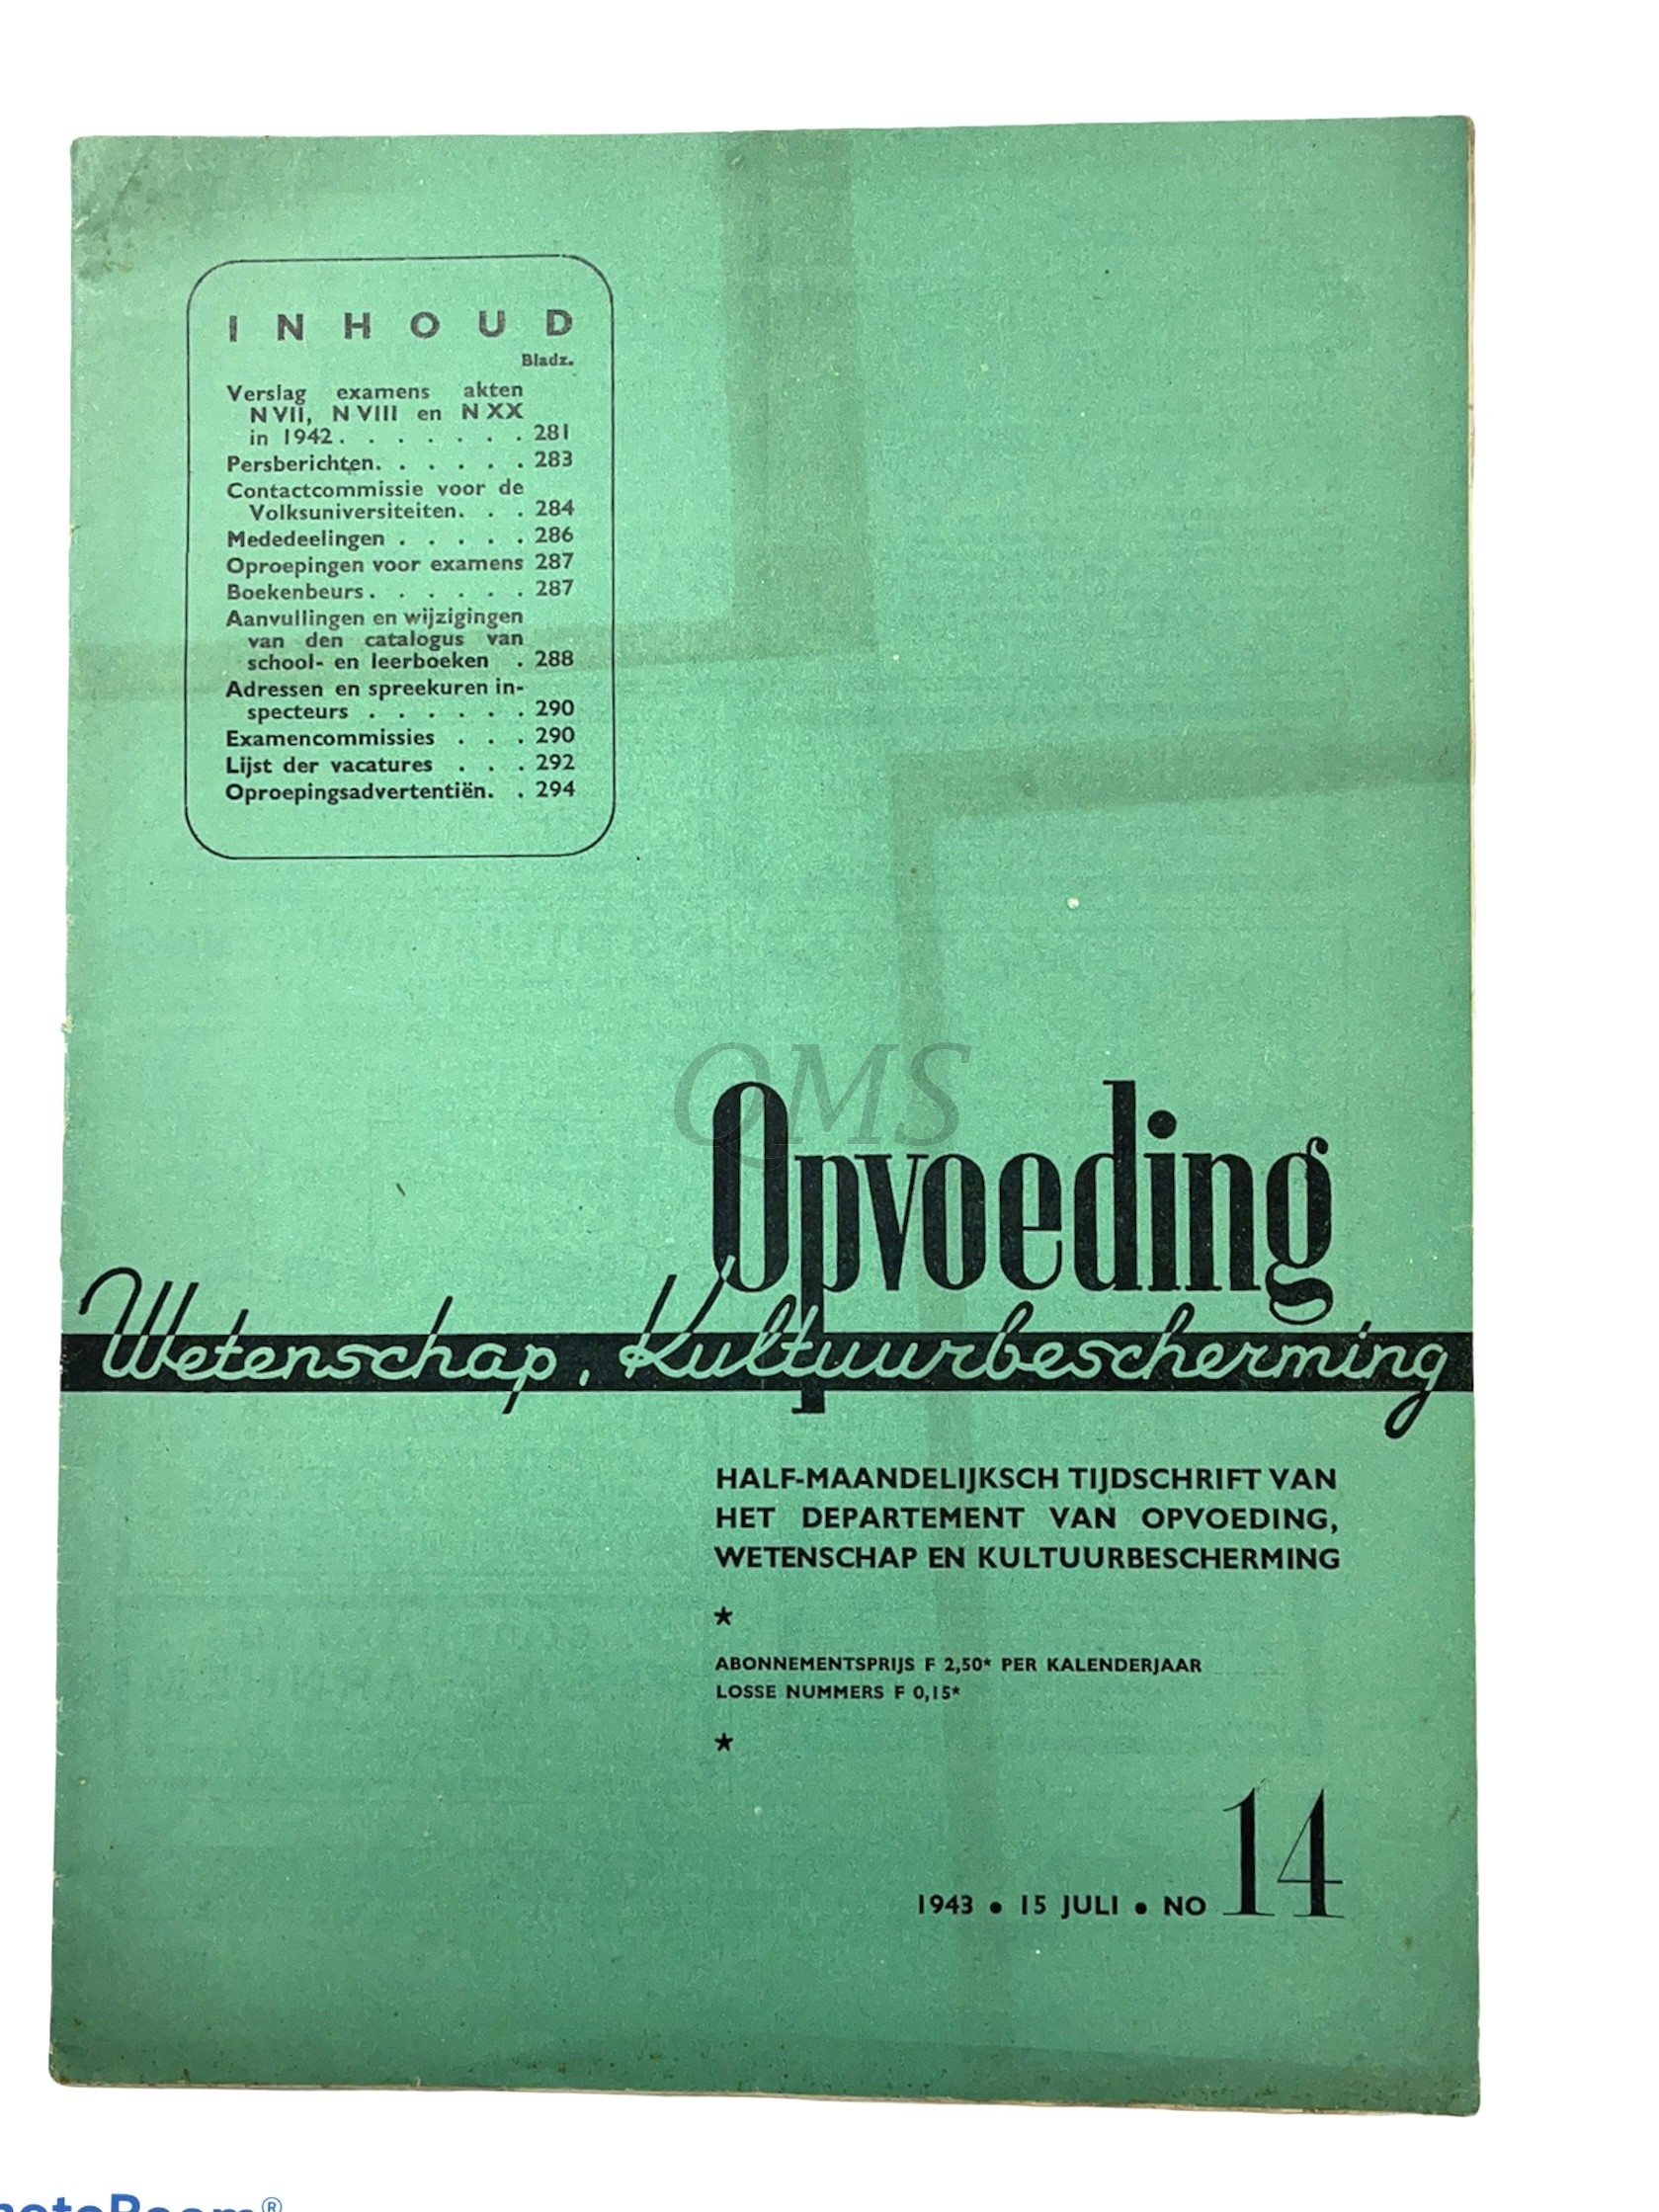 INHOUD
Bladz.
Verslag examens akten
N VII, N VIII en N XX
in 1942. . . . . . . 281
Persberichten. . . . . . 283
Contactcommissie voor de
Volksuniversiteiten. . . 284
Mededeelingen . . . . . 286
Oproepingen voor examens 287
Boekenbeurs. . . . . . 287
Aanvullingen en wijzigingen
van den catalogus van
school- en leerboeken . 288
Adressen en spreekuren in-
specteurs . . . . . . 290
Examencommissies . . . 290
Lijst der vacatures . . . 292
Oproepingsadvertentiën. . 294
QMS
Opvoeding
Wetenschap, Kultuurbescherming
HALF-MAANDELIJKSCH TIJDSCHRIFT VAN
HET DEPARTEMENT VAN OPVOEDING,
WETENSCHAP EN KULTUURBESCHERMING
★
ABONNEMENTSPRIJS F 2,50* PER KALENDERJAAR
LOSSE NUMMERS F 0,15*
★
1943 • 15 JULI • NO 14